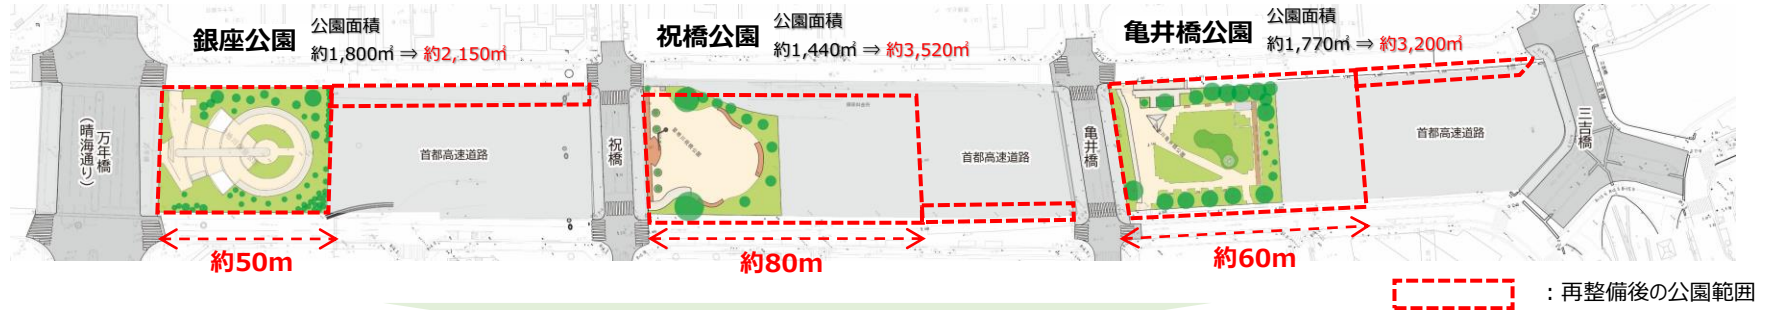 銀座公園
公園面積
約1,800㎡ ⇒ 約2,150㎡
祝橋公園
公園面積
約1,440㎡ ⇒ 約3,520㎡
亀井橋公園
公園面積
約1,770㎡ ⇒ 約3,200㎡
万年橋
(晴海通り)
首都高速道路
祝橋
首都高速道路
亀井橋
首都高速道路
三吉橋
約50m
約80m
約60m
：再整備後の公園範囲